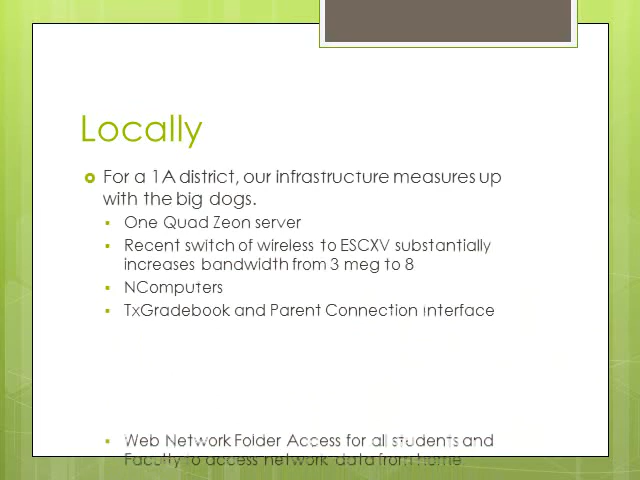 Locally
For a 1A district, our infrastructure measures up
with the big dogs.
One Quad Zeon server
Recent switch of wireless to ESCXV substantially
increases bandwidth from 3 meg to 8
NComputers
TxGradebook and Parent Connection Interface
Web Network Folder Access for all students and
Faculty to access network data from home